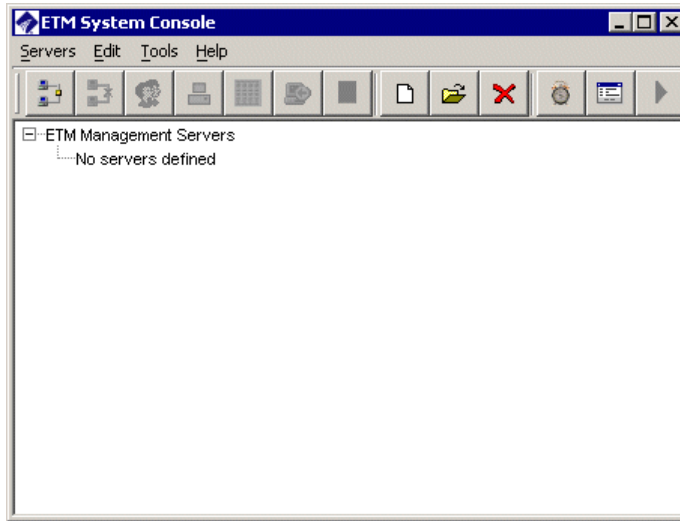 ETM System Console
Servers Edit Tools Help
ETM Management Servers
No servers defined